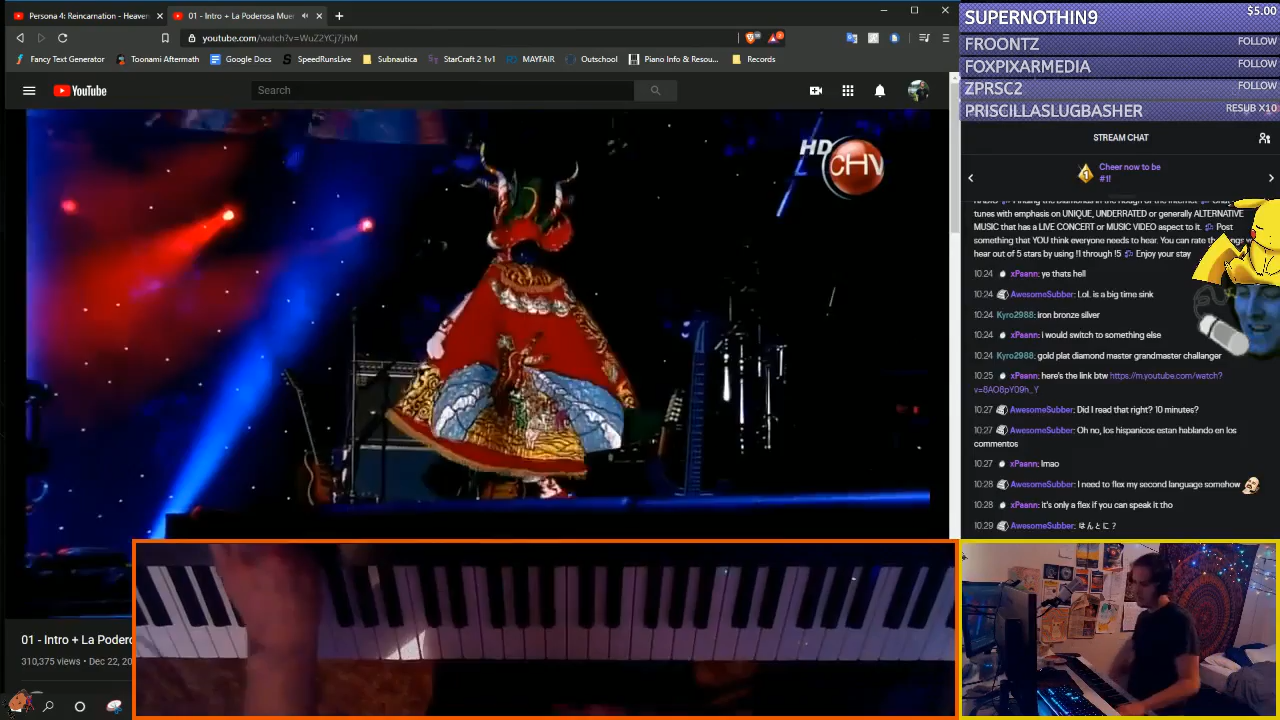 Persona 4: Reincarnation - Heaven
01 - Intro + La Poderosa Muer
youtube.com/watch?v=WuZ2YCj7jhM
Fancy Text Generator
Toonami Aftermath
Google Docs
SpeedRunsLive
Subnautica
StarCraft 2 1v1
MAYFAIR
Outschool
Piano Info & Resou...
Records
YouTube
Search
HD
CHV
01 - Intro + La Podero
310,375 views • Dec 22, 20
SUPERNOTHIN9 $5.00
FROONTZ FOLLOW
FOXPIXARMEDIA FOLLOW
ZPRSC2 FOLLOW
PRISCILLASLUGBASHER RESUB X10
STREAM CHAT
1
Cheer now to be
#1!
tunes with emphasis on UNIQUE, UNDERRATED or generally ALTERNATIVE
MUSIC that has a LIVE CONCERT or MUSIC VIDEO aspect to it. Post
something that YOU think everyone needs to hear. You can rate the
hear out of 5 stars by using !1 through !5 Enjoy your stay
10:24 xPaann: ye thats hell
10:24 AwesomeSubber: LoL is a big time sink
10:24 Kyro2988: iron bronze silver
10:24 xPaann: i would switch to something else
10:24 Kyro2988: gold plat diamond master grandmaster challanger
10:25 xPaann: here's the link btw https://m.youtube.com/watch?
v=8AO8pY09h_Y
10:27 AwesomeSubber: Did I read that right? 10 minutes?
10:27 AwesomeSubber: Oh no, los hispanicos estan hablando en los
commentos
10:27 xPaann: lmao
10:28 AwesomeSubber: I need to flex my second language somehow
10:28 xPaann: it's only a flex if you can speak it tho
10:29 AwesomeSubber: ほんとに？